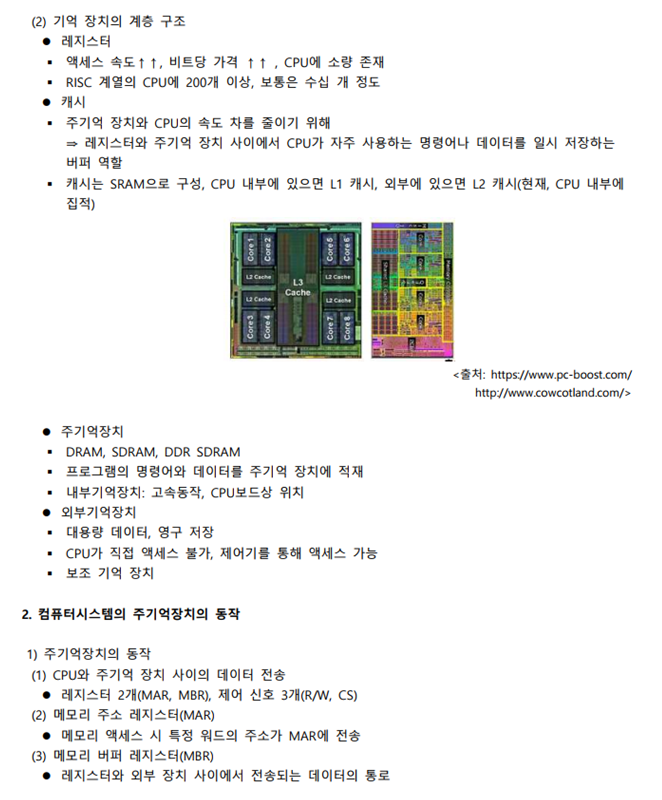 (2) 기억 장치의 계층 구조
● 레지스터
▪ 액세스 속도↑↑, 비트당 가격 ↑↑ , CPU에 소량 존재
▪ RISC 계열의 CPU에 200개 이상, 보통은 수십 개 정도
● 캐시
▪ 주기억 장치와 CPU의 속도 차를 줄이기 위해
⇒ 레지스터와 주기억 장치 사이에서 CPU가 자주 사용하는 명령어나 데이터를 일시 저장하는
버퍼 역할
▪ 캐시는 SRAM으로 구성, CPU 내부에 있으면 L1 캐시, 외부에 있으면 L2 캐시(현재, CPU 내부에
집적)
Core 1 Core 2 Core 5 Core 6
L2 Cache L3 Cache L2 Cache
L2 Cache L2 Cache
Core 3 Core 4 Core 7 Core 8
<출처: https://www.pc-boost.com/
http://www.cowcotland.com/>
● 주기억장치
▪ DRAM, SDRAM, DDR SDRAM
▪ 프로그램의 명령어와 데이터를 주기억 장치에 적재
▪ 내부기억장치: 고속동작, CPU보드상 위치
● 외부기억장치
▪ 대용량 데이터, 영구 저장
▪ CPU가 직접 액세스 불가, 제어기를 통해 액세스 가능
▪ 보조 기억 장치
2. 컴퓨터시스템의 주기억장치의 동작
1) 주기억장치의 동작
(1) CPU와 주기억 장치 사이의 데이터 전송
● 레지스터 2개(MAR, MBR), 제어 신호 3개(R/W, CS)
(2) 메모리 주소 레지스터(MAR)
● 메모리 액세스 시 특정 워드의 주소가 MAR에 전송
(3) 메모리 버퍼 레지스터(MBR)
● 레지스터와 외부 장치 사이에서 전송되는 데이터의 통로